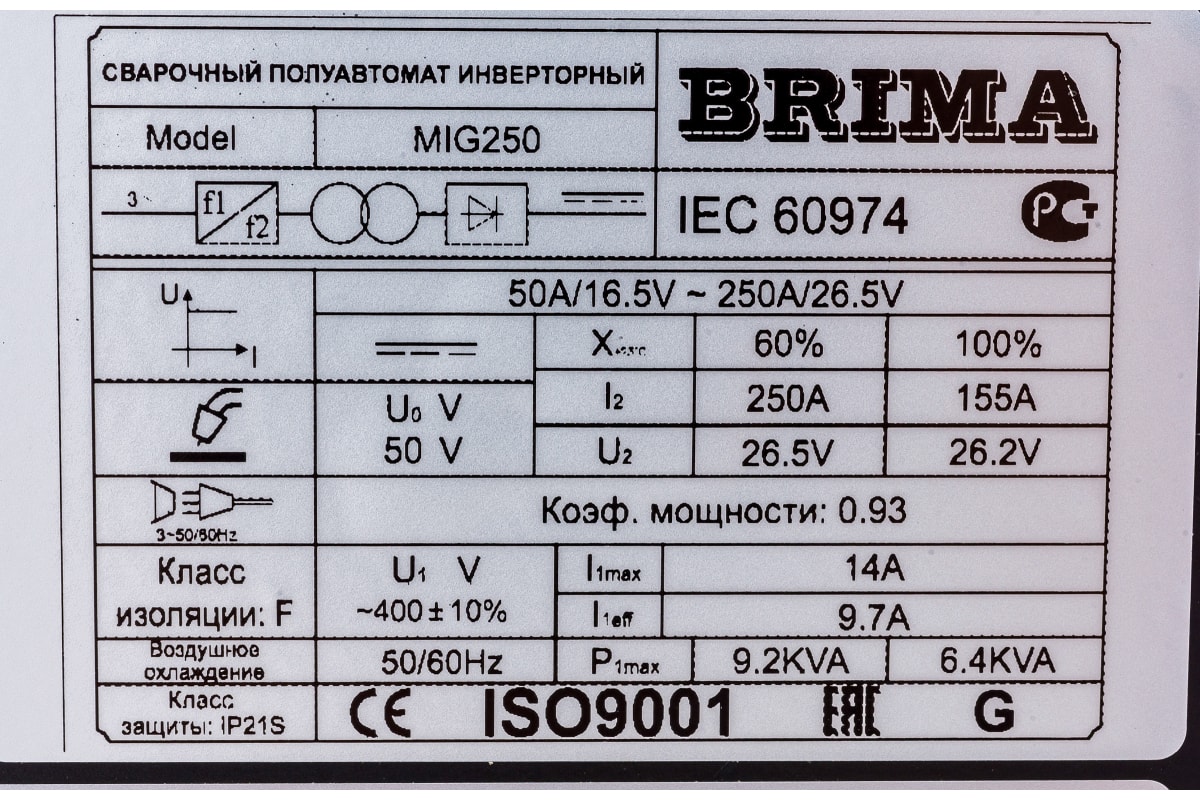 СВАРОЧНЫЙ ПОЛУАВТОМАТ ИНВЕРТОРНЫЙ
BRIMA
Model
MIG250
3~
f1
f2
IEC 60974
РСТ
U
I
50A/16.5V ~ 250A/26.5V
X
60%
100%
U0 V
50 V
I2
250A
155A
U2
26.5V
26.2V
3~50/60Hz
Коэф. мощности: 0.93
Класс
изоляции: F
U1 V
~400±10%
I1max
14A
I1eff
9.7A
Воздушное
охлаждение
50/60Hz
P1max
9.2KVA
6.4KVA
Класс
защиты: IP21S
CE
ISO9001
EAC
G